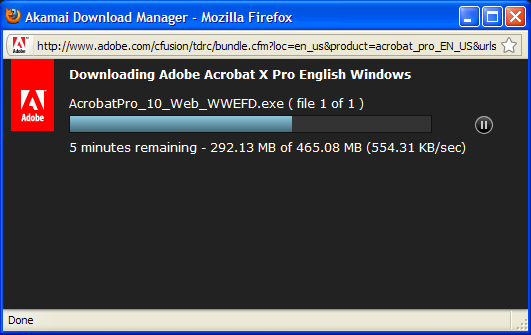 Akamai Download Manager - Mozilla Firefox
Adobe http://www.adobe.com/cfusion/tdrc/bundle.cfm?loc=en_us&product=acrobat_pro_EN_US&urls
Downloading Adobe Acrobat X Pro English Windows
AcrobatPro_10_Web_WWEFD.exe ( file 1 of 1 )
Adobe
5 minutes remaining - 292.13 MB of 465.08 MB (554.31 KB/sec)
Done